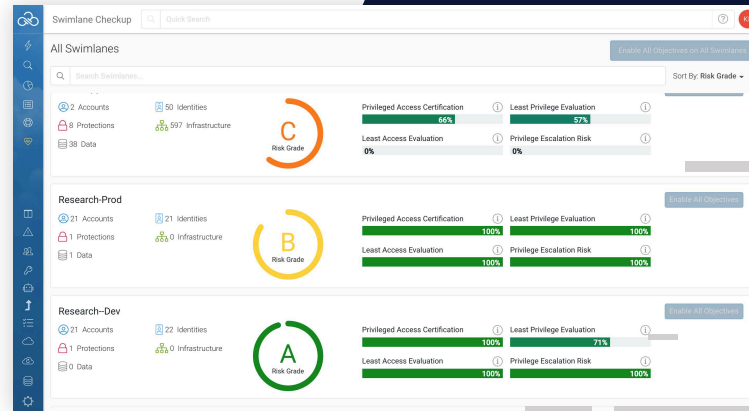 Swimlane Checkup
Quick Search
All Swimlanes
Enable All Objectives on All Swimlanes
Search Swimlanes...
Sort By: Risk Grade
2 Accounts
50 Identities
8 Protections
597 Infrastructure
38 Data
C
Risk Grade
Privileged Access Certification
66%
Least Privilege Evaluation
57%
Least Access Evaluation
0%
Privilege Escalation Risk
0%
Research-Prod
Enable All Objectives
21 Accounts
21 Identities
1 Protections
0 Infrastructure
1 Data
B
Risk Grade
Privileged Access Certification
100%
Least Privilege Evaluation
100%
Least Access Evaluation
100%
Privilege Escalation Risk
100%
Research--Dev
Enable All Objectives
21 Accounts
22 Identities
1 Protections
0 Infrastructure
0 Data
A
Risk Grade
Privileged Access Certification
100%
Least Privilege Evaluation
71%
Least Access Evaluation
100%
Privilege Escalation Risk
100%